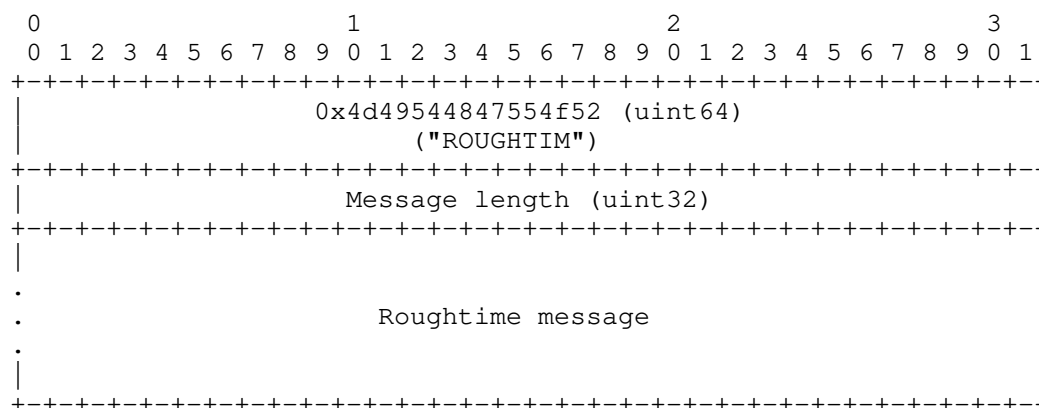 0                   1                   2                   3
0 1 2 3 4 5 6 7 8 9 0 1 2 3 4 5 6 7 8 9 0 1 2 3 4 5 6 7 8 9 0 1
+-+-+-+-+-+-+-+-+-+-+-+-+-+-+-+-+-+-+-+-+-+-+-+-+-+-+-+-+-+-+-+-
|                  0x4d49544847554f52 (uint64)
|                        ("ROUGHTIM")
+-+-+-+-+-+-+-+-+-+-+-+-+-+-+-+-+-+-+-+-+-+-+-+-+-+-+-+-+-+-+-+-
|                    Message length (uint32)
+-+-+-+-+-+-+-+-+-+-+-+-+-+-+-+-+-+-+-+-+-+-+-+-+-+-+-+-+-+-+-+-
|
.
.                      Roughtime message
.
|
+-+-+-+-+-+-+-+-+-+-+-+-+-+-+-+-+-+-+-+-+-+-+-+-+-+-+-+-+-+-+-+-